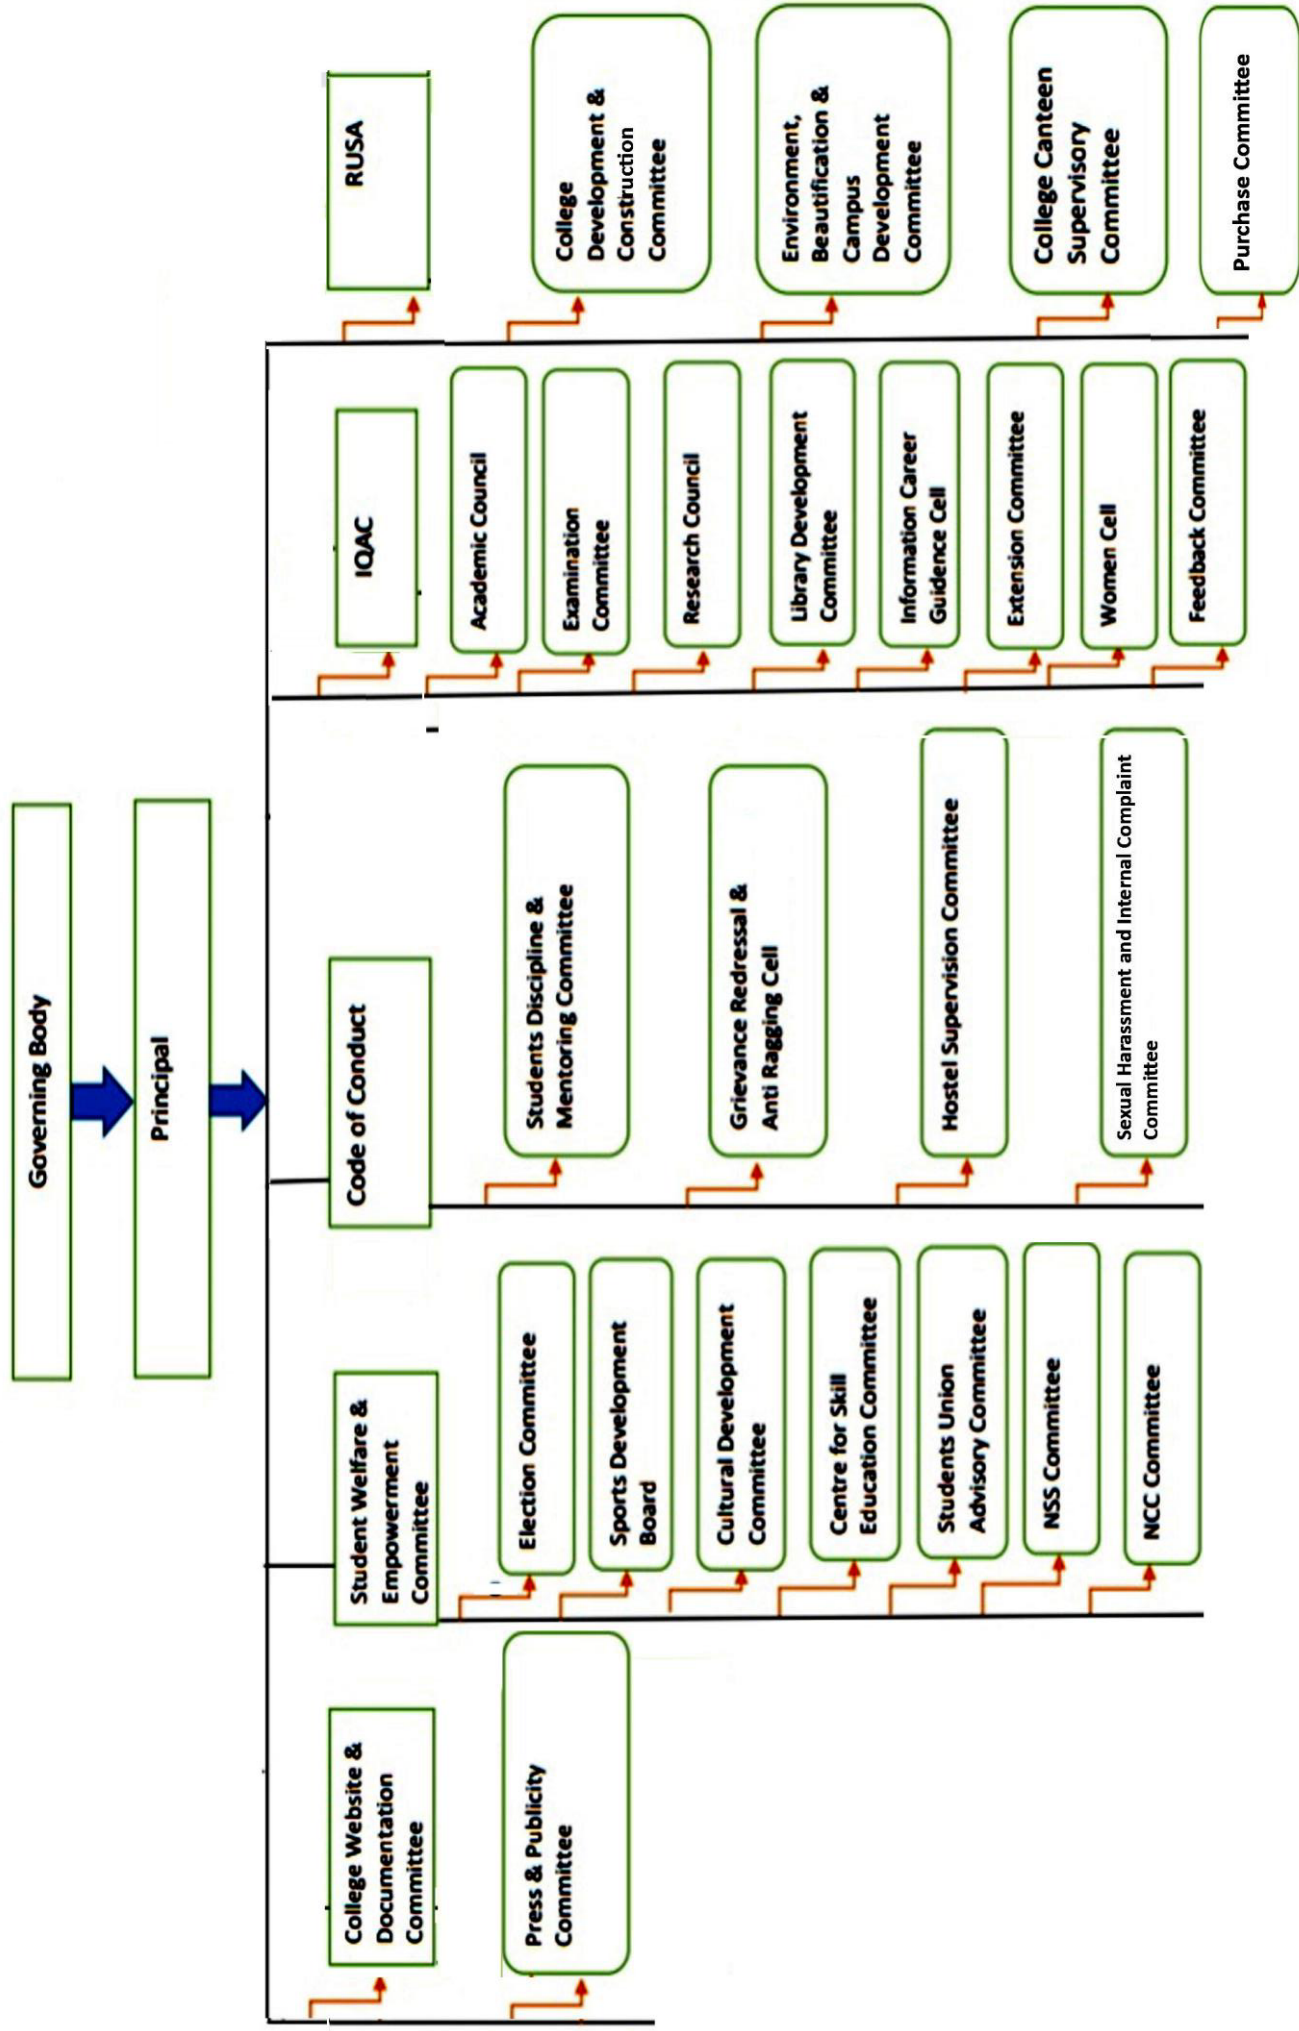 Governing Body
Principal
College Website &
Documentation
Committee
Press & Publicity
Committee
Student Welfare &
Empowerment
Committee
Election Committee
Sports Development
Board
Cultural Development
Committee
Centre for Skill
Education Committee
Students Union
Advisory Committee
NSS Committee
NCC Committee
Code of Conduct
Students Discipline &
Mentoring Committee
Grievance Redressal &
Anti Ragging Cell
Hostel Supervision Committee
Sexual Harassment and Internal Complaint
Committee
IQAC
Academic Council
Examination
Committee
Research Council
Library Development
Committee
Information Career
Guidence Cell
Extension Committee
Women Cell
Feedback Committee
RUSA
College
Development &
Construction
Committee
Environment,
Beautification &
Campus
Development
Committee
College Canteen
Supervisory
Committee
Purchase Committee